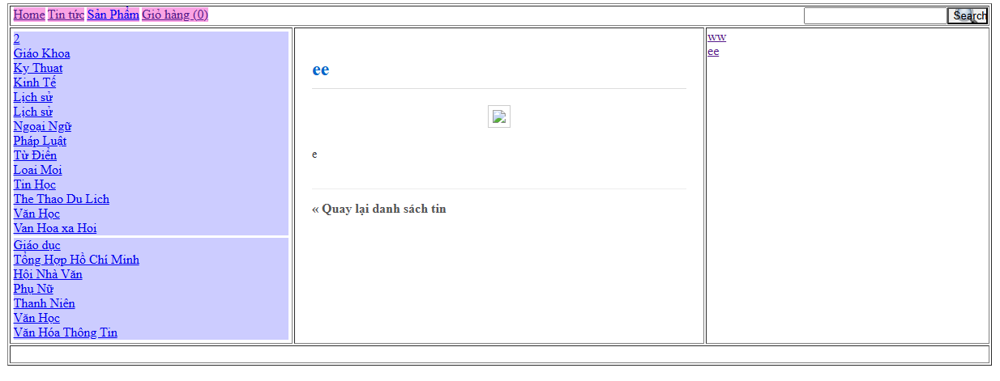 Home Tin tức Sản Phẩm Giỏ hàng (0) Search
2
Giáo Khoa
Ky Thuat
Kinh Tế
Lịch sử
Lịch sử
Ngoại Ngữ
Pháp Luật
Từ Điển
Loai Moi
Tin Học
The Thao Du Lich
Văn Học
Van Hoa xa Hoi
Giáo dục
Tổng Hợp Hồ Chí Minh
Hội Nhà Văn
Phụ Nữ
Thanh Niên
Văn Học
Văn Hóa Thông Tin
ee
e
« Quay lại danh sách tin
ww
ee